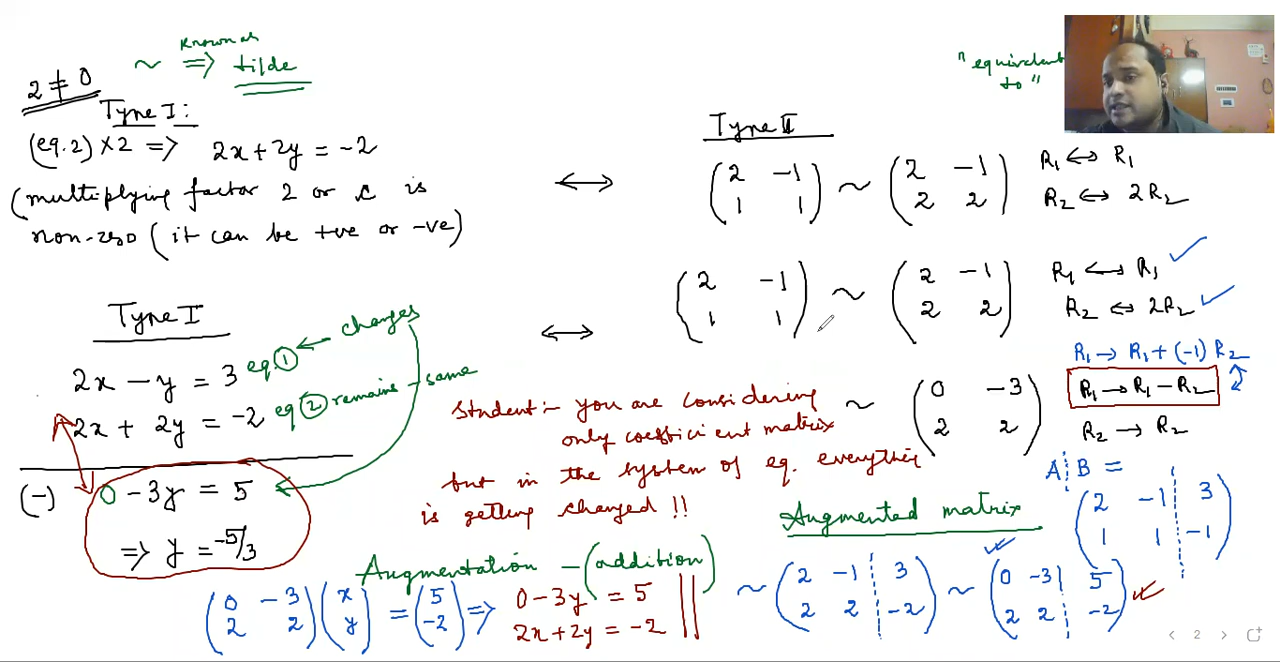 ~ known as ⇒ tilde
2 ≠ 0
Type I:
(eq.2) × 2 ⇒ 2x + 2y = -2
(multiplying factor 2 or c is
non-zero (it can be +ve or -ve)
"equivalent
to"
Type II
(2 -1; 1 1) ~ (2 -1; 2 2)
R₁ ↔ R₁
R₂ ↔ 2R₂
↔
(2 -1; 1 1) ~ (2 -1; 2 2)
R₁ ↔ R₁ ✓
R₂ ↔ 2R₂ ✓
↔
R₁ → R₁ + (-1) R₂
~ (0 -3; 2 2)
R₁ → R₁ - R₂
R₂ → R₂
Type I
2x - y = 3 eq. ① ← changes
2x + 2y = -2 eq ② remains same
(-) 0 - 3y = 5
⇒ y = -5/3
Student:- you are considering
only coefficient matrix
but in the system of eq. everything
is getting changed !!
Augmented matrix
A¦B =
(2 -1 ¦ 3; 1 1 ¦ -1)
Augmentation - (addition)
~ (2 -1 ¦ 3; 2 2 ¦ -2) ~ (0 -3 ¦ 5; 2 2 ¦ -2)
(0 -3; 2 2) (x; y) = (5; -2) ⇒
0 - 3y = 5
2x + 2y = -2
< 2 >